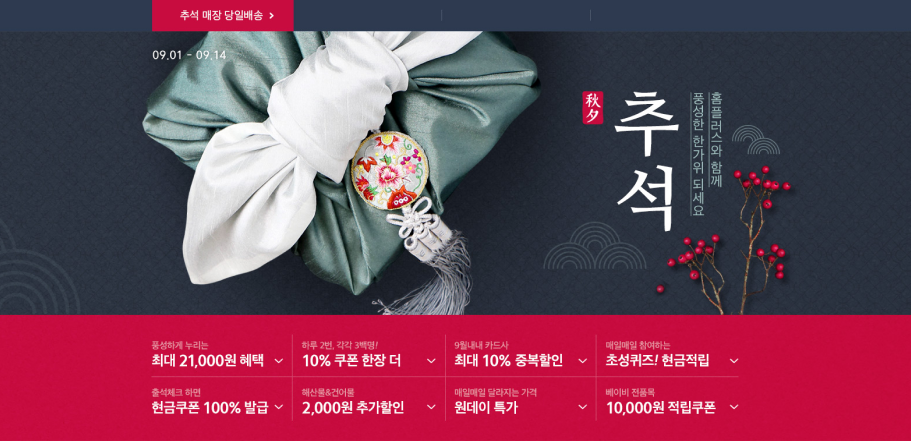 추석 매장 당일배송
09.01 - 09.14
秋夕
추석
홈플러스와 함께
풍성한 한가위 되세요
풍성하게 누리는
최대 21,000원 혜택
하루 2번, 각각 3백명!
10% 쿠폰 한장 더
9월내내 카드사
최대 10% 중복할인
매일매일 참여하는
초성퀴즈! 현금적립
출석체크 하면
현금쿠폰 100% 발급
해산물&건어물
2,000원 추가할인
매일매일 달라지는 가격
원데이 특가
베이비 전품목
10,000원 적립쿠폰